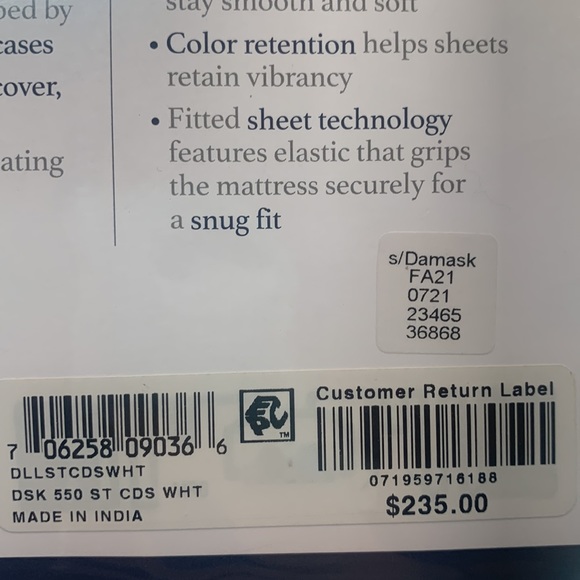 ped by
cases
cover,
ating
stay smooth and soft
• Color retention helps sheets
retain vibrancy
• Fitted sheet technology
features elastic that grips
the mattress securely for
a snug fit
s/Damask
FA21
0721
23465
36868
7 06258 09036 6
DLLSTCDSWHT
DSK 550 ST CDS WHT
MADE IN INDIA
TM
Customer Return Label
071959716188
$235.00